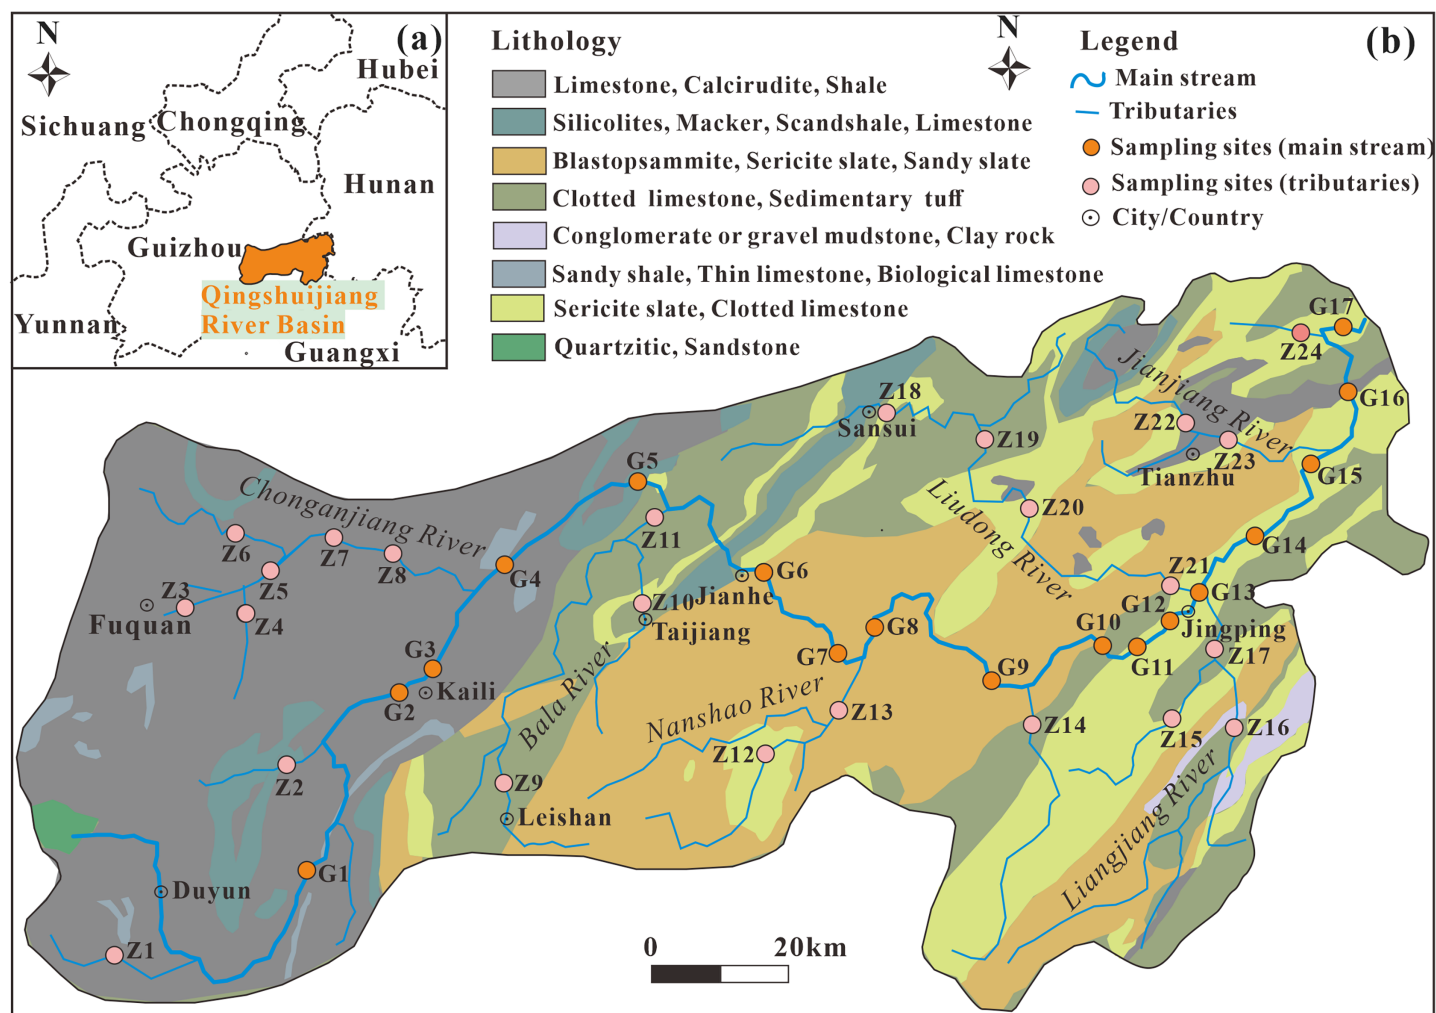 N
(a)
Hubei
Sichuang
Chongqing
Hunan
Guizhou
Qingshuijiang
River Basin
Yunnan
Guangxi
Lithology
Limestone, Calcirudite, Shale
Silicolites, Macker, Scandshale, Limestone
Blastopsammite, Sericite slate, Sandy slate
Clotted limestone, Sedimentary tuff
Conglomerate or gravel mudstone, Clay rock
Sandy shale, Thin limestone, Biological limestone
Sericite slate, Clotted limestone
Quartzitic, Sandstone
N
Legend
(b)
Main stream
Tributaries
Sampling sites (main stream)
Sampling sites (tributaries)
City/Country
G17
Z24
Jianjiang River
G16
Z18
Sansui
Z19
Z22
Z23
Tianzhu
G15
G5
Chonganjiang River
Liudong River
Z20
Z11
Z6
Z7
Z8
G4
G14
Z5
Z3
Fuquan
Z4
G6
Jianhe
Z10
Taijiang
Z21
G13
G12
Jingping
G8
G10
G11
G7
Z17
G3
Kaili
G2
Bala River
G9
Nanshao River
Z13
Z14
Z15
Z16
Z12
Z2
Z9
Leishan
Liangjiang River
G1
Duyun
Z1
0
20km